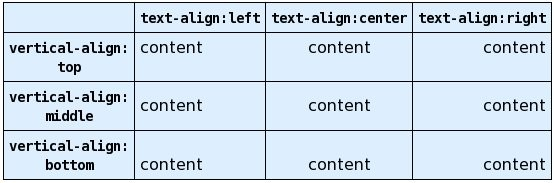 text-align:left text-align:center text-align:right
vertical-align: top content content content
vertical-align: middle content content content
vertical-align: bottom content content content